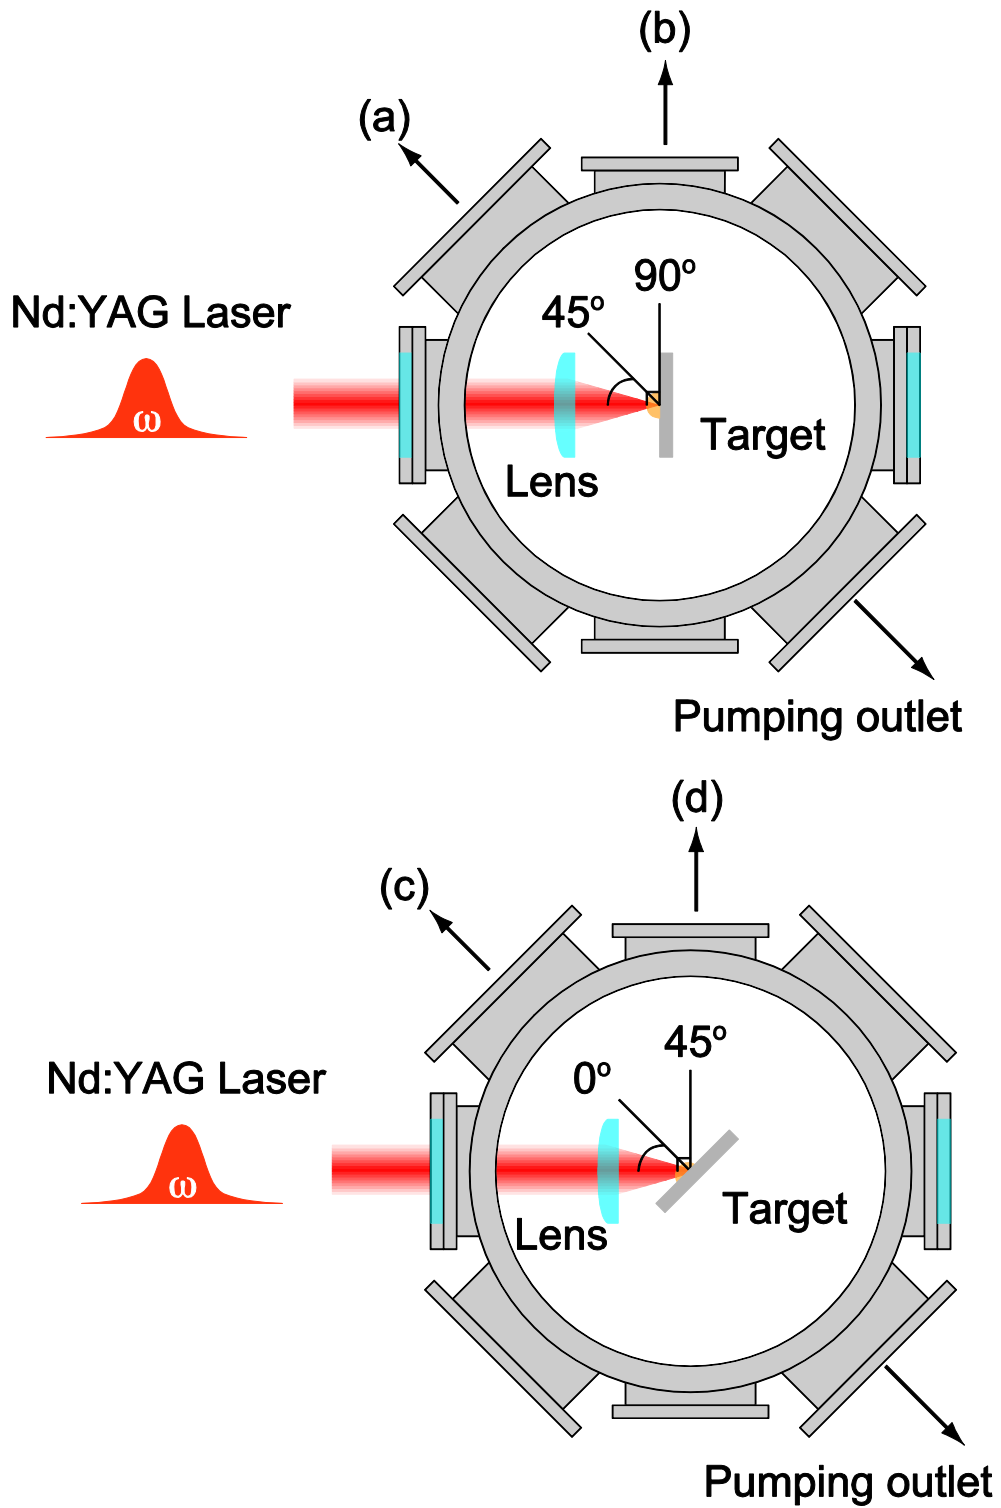 (b)
(a)
90º
45º
Nd:YAG Laser
ω
Target
Lens
Pumping outlet
(d)
(c)
45º
0º
Nd:YAG Laser
ω
Target
Lens
Pumping outlet